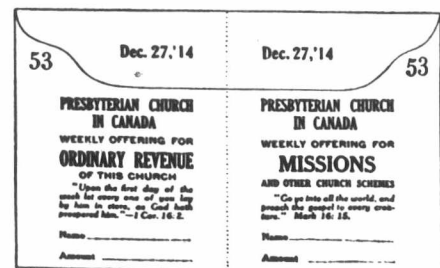 53
Dec. 27,'14
PRESBYTERIAN CHURCH
IN CANADA
WEEKLY OFFERING FOR
ORDINARY REVENUE
OF THIS CHURCH
"Upon the first day of the
week let every one of you lay
by him in store, as God hath
prospered him."—1 Cor. 16:2.
Name
Amount
Dec. 27,'14
53
PRESBYTERIAN CHURCH
IN CANADA
WEEKLY OFFERING FOR
MISSIONS
AND OTHER CHURCH SCHEMES
"Go ye into all the world, and
preach the gospel to every crea-
ture." Mark 16: 15.
Name
Amount